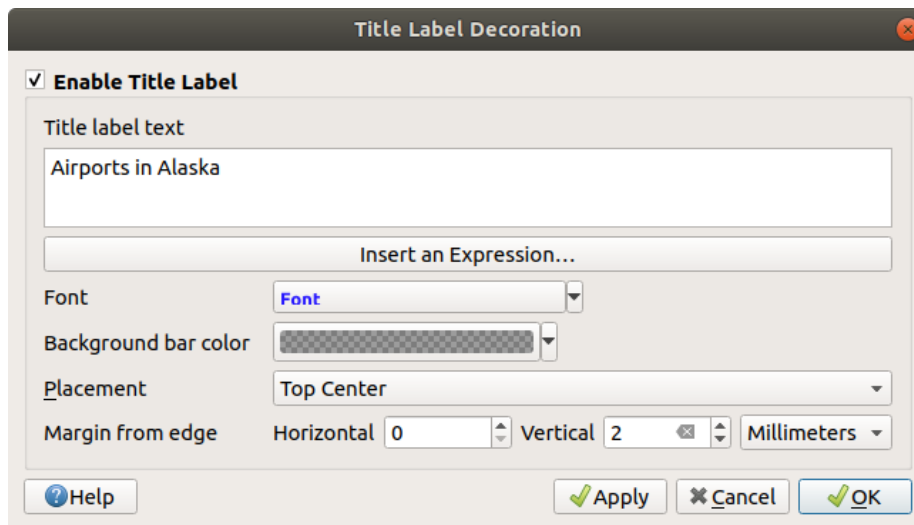 Title Label Decoration
Enable Title Label
Title label text
Airports in Alaska
Insert an Expression...
Font Font
Background bar color
Placement Top Center
Margin from edge Horizontal 0 Vertical 2 Millimeters
Help Apply Cancel OK